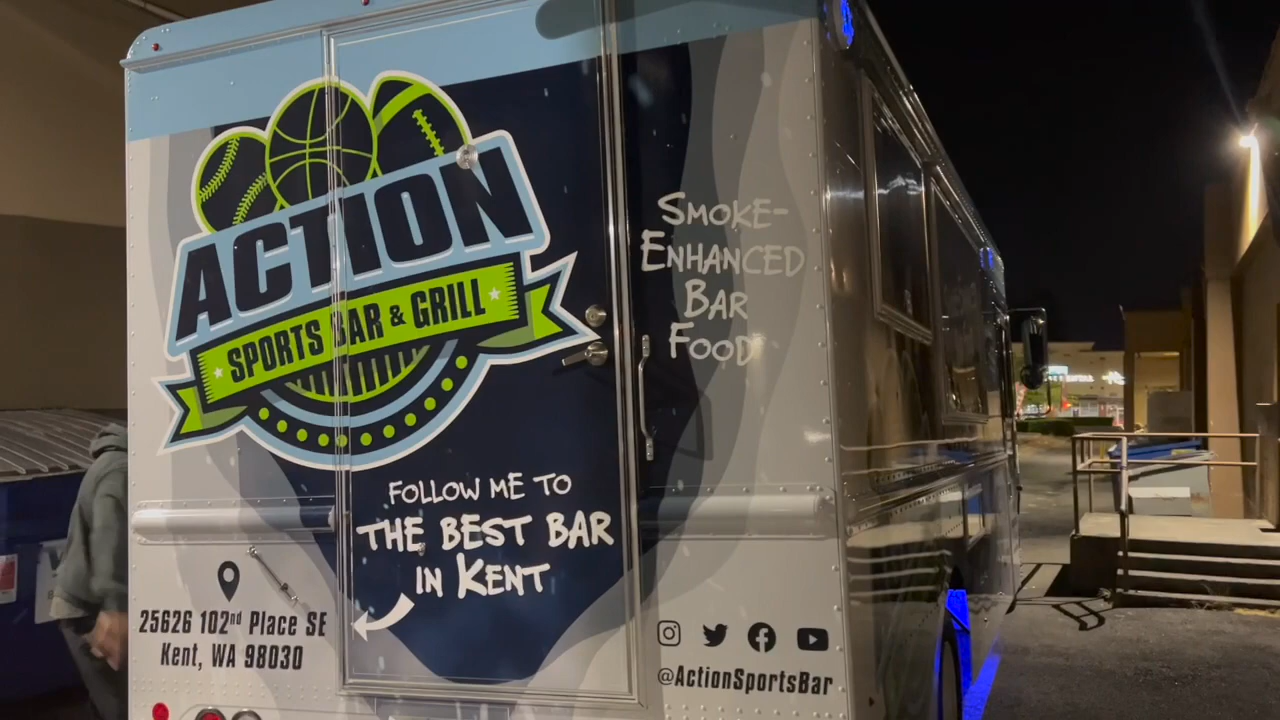 ACTION
SPORTS BAR & GRILL
SMOKE-
ENHANCED
BAR
FOOD
FOLLOW ME TO
THE BEST BAR
IN KENT
25626 102nd Place SE
Kent, WA 98030
@ActionSportsBar